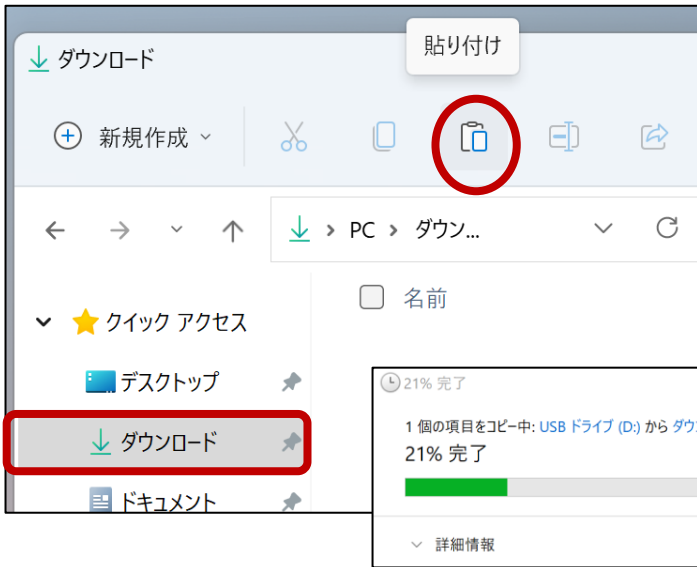 貼り付け
ダウンロード
新規作成
PC > ダウン...
名前
クイック アクセス
デスクトップ
ダウンロード
ドキュメント
21% 完了
1 個の項目をコピー中: USB ドライブ (D:) から ダウ
21% 完了
詳細情報